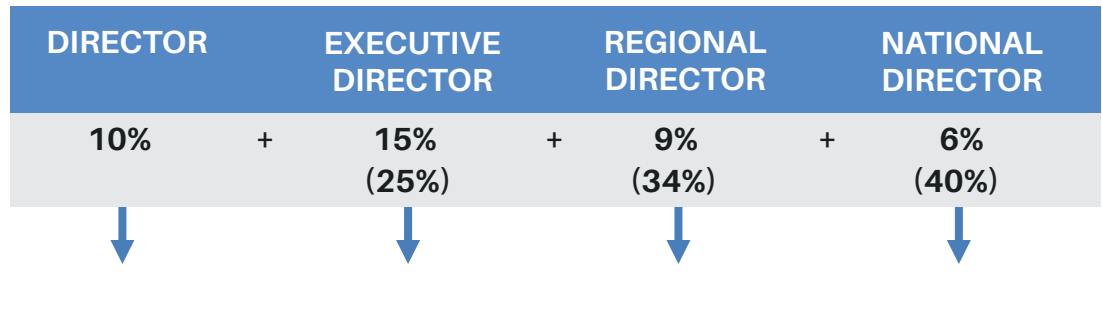 DIRECTOR
EXECUTIVE
DIRECTOR
REGIONAL
DIRECTOR
NATIONAL
DIRECTOR
10% + 15% + 9% + 6%
(25%) (34%) (40%)